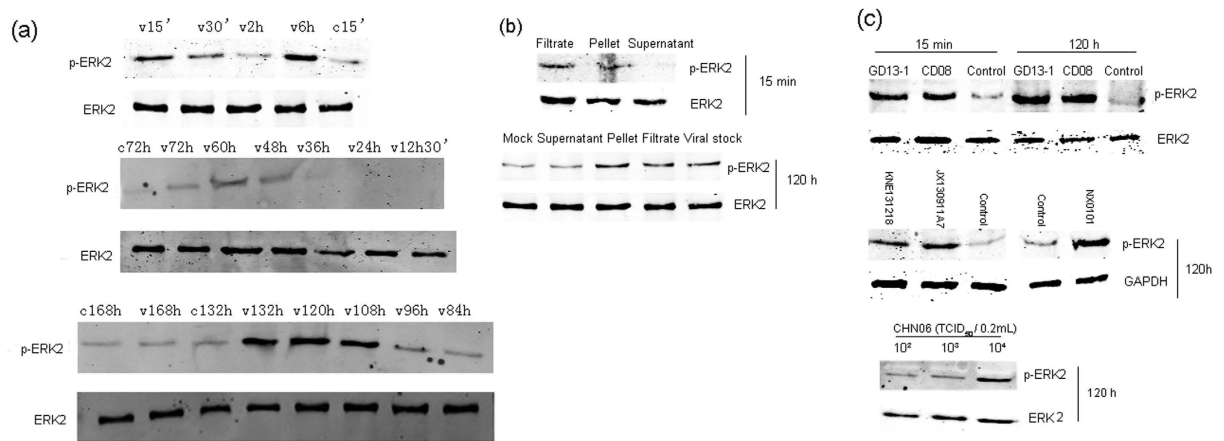 (a)
v15' v30' v2h v6h c15'
p-ERK2
ERK2
c72h v72h v60h v48h v36h v24h v12h30'
p-ERK2
ERK2
c168h v168h c132h v132h v120h v108h v96h v84h
p-ERK2
ERK2
(b)
Filtrate Pellet Supernatant
p-ERK2
15 min
ERK2
Mock Supernatant Pellet Filtrate Viral stock
p-ERK2
120 h
ERK2
(c)
15 min 120 h
GD13-1 CD08 Control GD13-1 CD08 Control
p-ERK2
ERK2
KNE131218 JX130911A7 Control Control NX0101
p-ERK2
120h
GAPDH
CHN06 (TCID50/ 0.2mL)
10² 10³ 10⁴
p-ERK2
120 h
ERK2